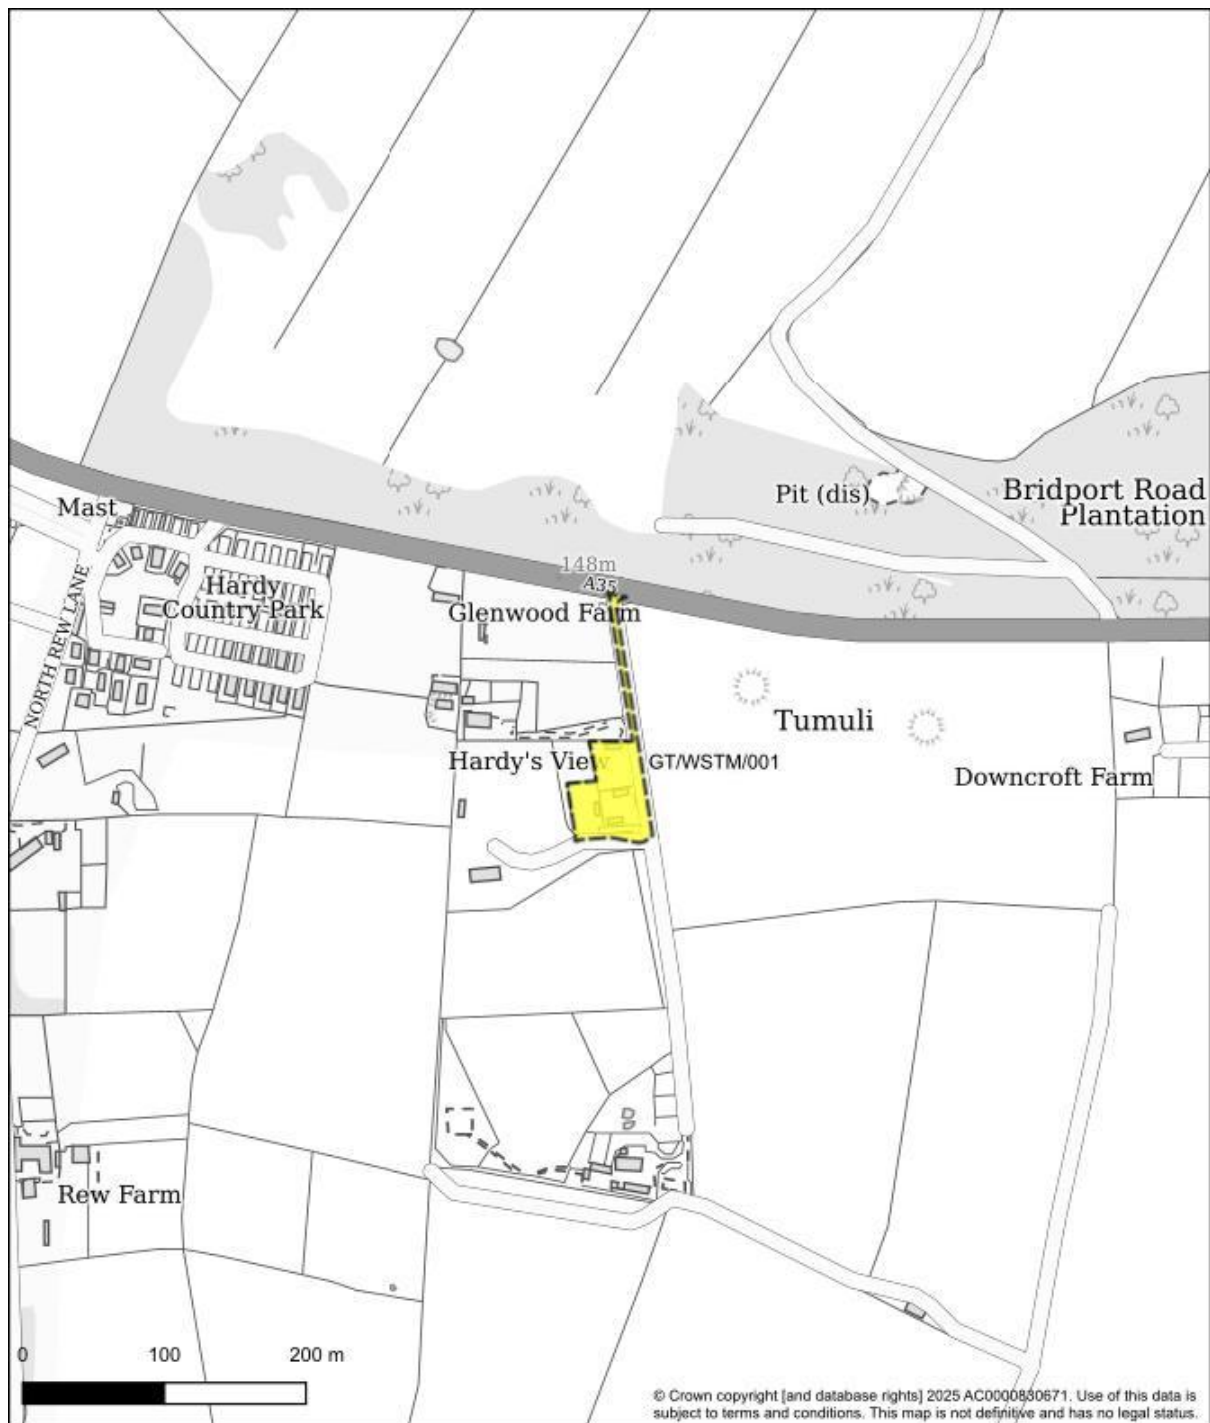 Pit (dis)
Bridport Road
Plantation
Mast
148m
A35
Hardy
Country Park
Glenwood Farm
NORTH REW LANE
Tumuli
Hardy's View
GT/WSTM/001
Downcroft Farm
Rew Farm
0 100 200 m
© Crown copyright [and database rights] 2025 AC0000830671. Use of this data is
subject to terms and conditions. This map is not definitive and has no legal status.